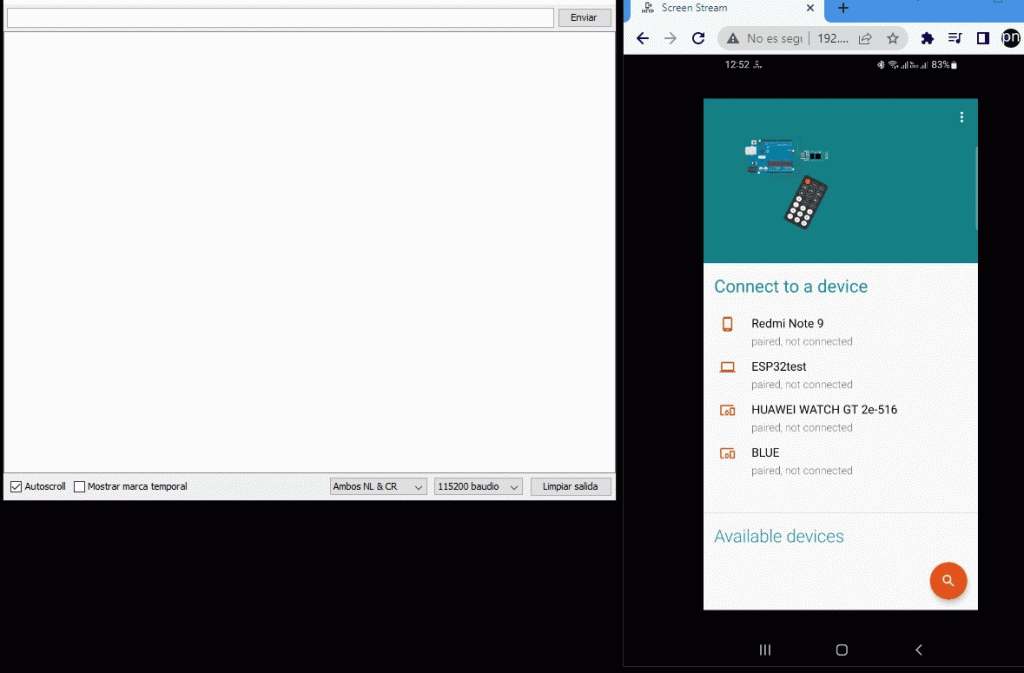 Enviar
Autoscroll
Mostrar marca temporal
Ambos NL & CR
115200 baudio
Limpiar salida
Screen Stream
No es segu
192....
12:52
83%
Connect to a device
Redmi Note 9
paired, not connected
ESP32test
paired, not connected
HUAWEI WATCH GT 2e-516
paired, not connected
BLUE
paired, not connected
Available devices